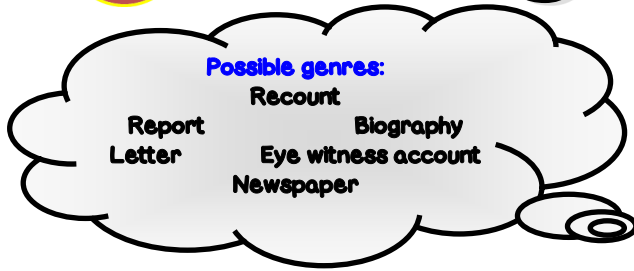 Possible genres:
Recount
Report Biography
Letter Eye witness account
Newspaper